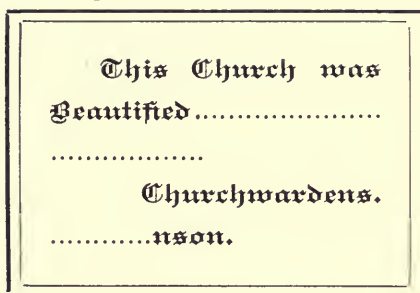 This Church was
Beautified......................
..................
Churchwardens.
............nson.